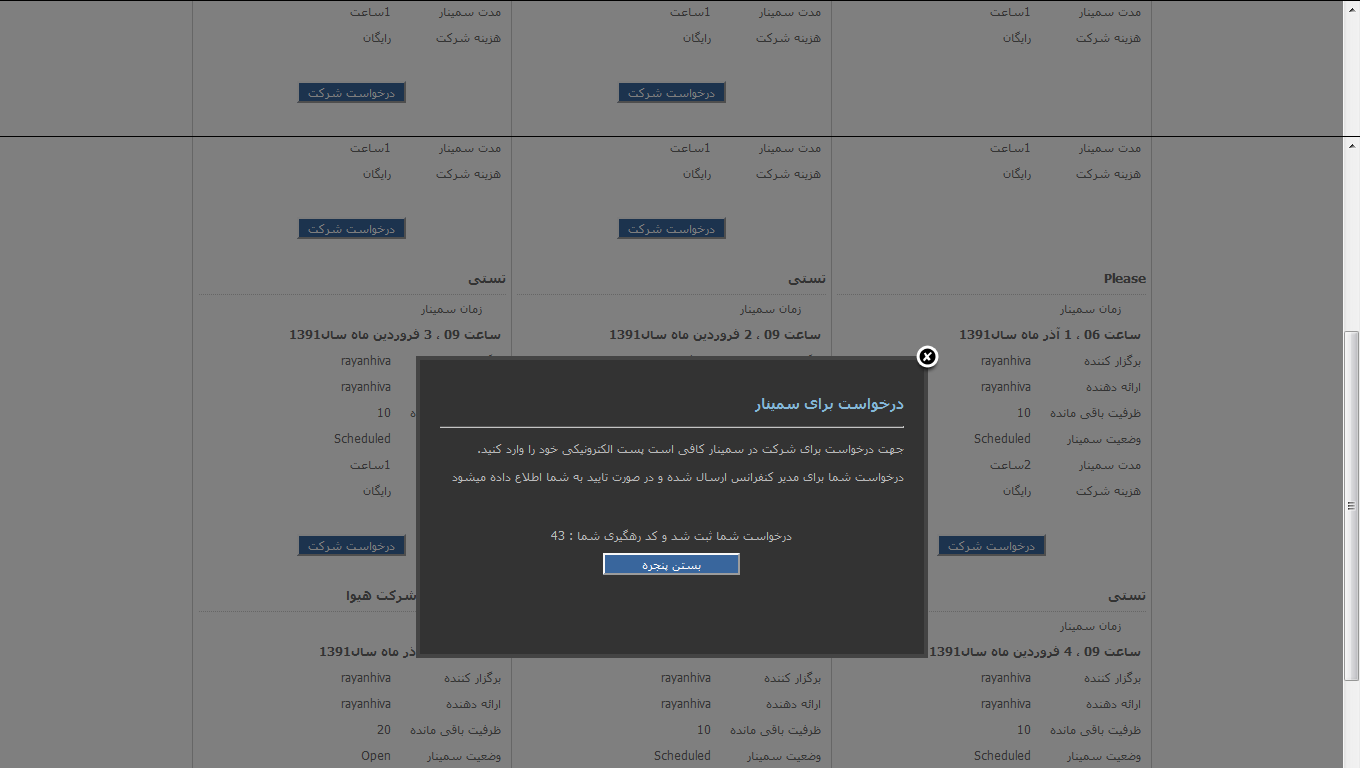 مدت سمینار 1ساعت مدت سمینار 1ساعت مدت سمینار 1ساعت
هزینه شرکت رایگان هزینه شرکت رایگان هزینه شرکت رایگان
درخواست شرکت درخواست شرکت
مدت سمینار 1ساعت مدت سمینار 1ساعت مدت سمینار 1ساعت
هزینه شرکت رایگان هزینه شرکت رایگان هزینه شرکت رایگان
درخواست شرکت درخواست شرکت
Please
زمان سمینار
ساعت 06 ، 1 آذر ماه سال1391
برگزار کننده rayanhiva
ارائه دهنده rayanhiva
ظرفیت باقی مانده 10
وضعیت سمینار Scheduled
مدت سمینار 2ساعت
هزینه شرکت رایگان
درخواست شرکت
تستی
زمان سمینار
ساعت 09 ، 2 فروردین ماه سال1391
تستی
زمان سمینار
ساعت 09 ، 3 فروردین ماه سال1391
rayanhiva
rayanhiva
10
Scheduled
1ساعت
رایگان
درخواست شرکت
درخواست برای سمینار
جهت درخواست برای شرکت در سمینار کافی است پست الکترونیکی خود را وارد کنید.
درخواست شما برای مدیر کنفرانس ارسال شده و در صورت تایید به شما اطلاع داده میشود
درخواست شما ثبت شد و کد رهگیری شما : 43
بستن پنجره
تستی
زمان سمینار
ساعت 09 ، 4 فروردین ماه سال1391
برگزار کننده rayanhiva
ارائه دهنده rayanhiva
ظرفیت باقی مانده 10
وضعیت سمینار Scheduled
برگزار کننده rayanhiva
ارائه دهنده rayanhiva
ظرفیت باقی مانده 10
وضعیت سمینار Scheduled
شرکت هیوا
ماه سال1391
برگزار کننده rayanhiva
ارائه دهنده rayanhiva
ظرفیت باقی مانده 20
وضعیت سمینار Open